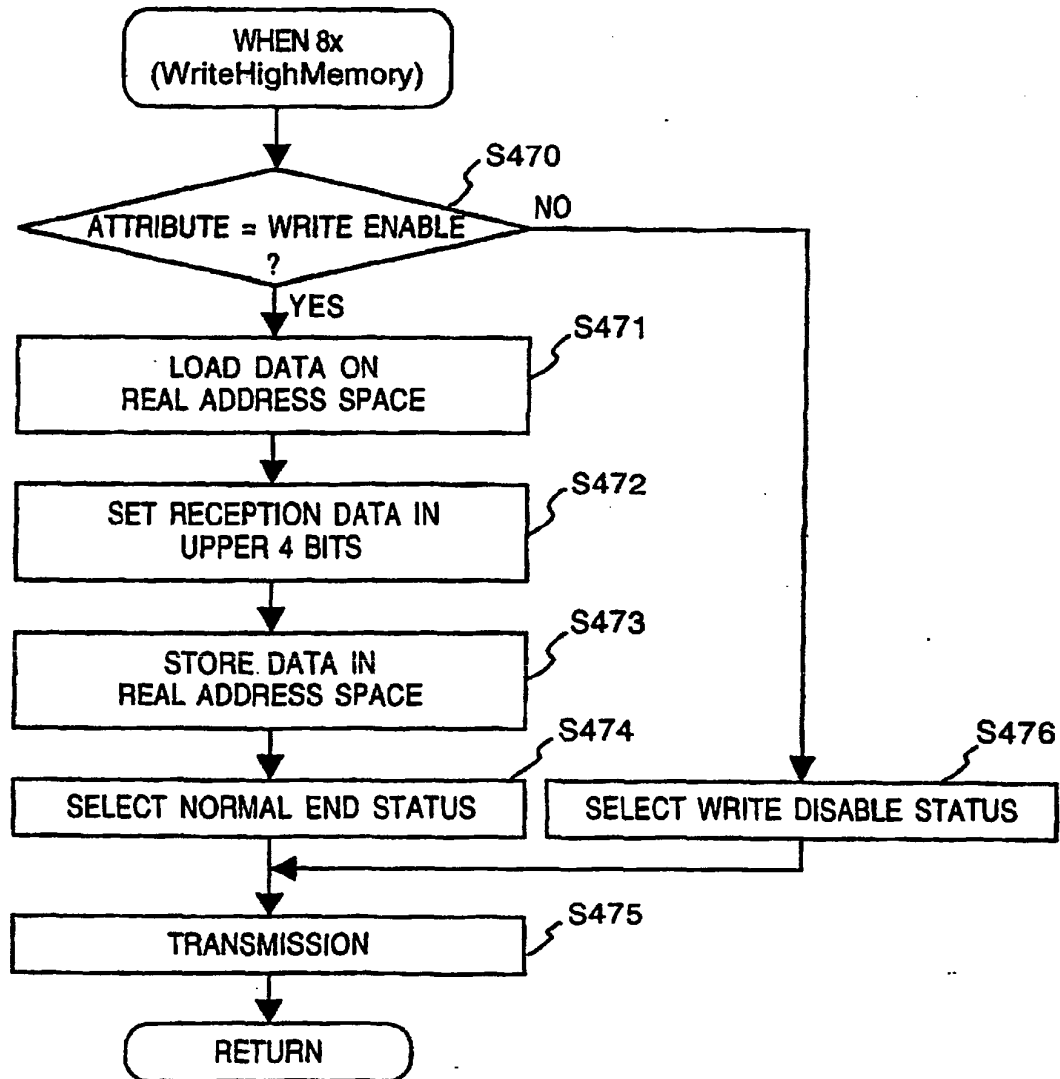 WHEN 8x
(WriteHighMemory)
S470
ATTRIBUTE = WRITE ENABLE
?
NO
YES
S471
LOAD DATA ON
REAL ADDRESS SPACE
S472
SET RECEPTION DATA IN
UPPER 4 BITS
S473
STORE DATA IN
REAL ADDRESS SPACE
S474
SELECT NORMAL END STATUS
S476
SELECT WRITE DISABLE STATUS
S475
TRANSMISSION
RETURN